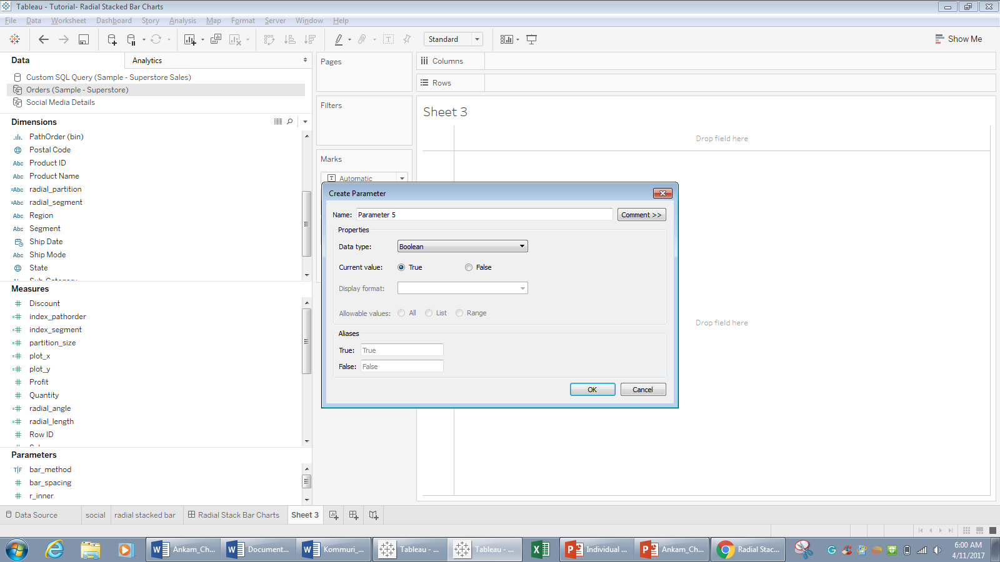 Tableau - Tutorial- Radial Stacked Bar Charts
File Data Worksheet Dashboard Story Analysis Map Format Server Window Help
Standard
Show Me
Data
Analytics
Custom SQL Query (Sample - Superstore Sales)
Orders (Sample - Superstore)
Social Media Details
Dimensions
PathOrder (bin)
Postal Code
Abc Product ID
Abc Product Name
=Abc radial_partition
=Abc radial_segment
Abc Region
Abc Segment
Ship Date
Abc Ship Mode
State
Measures
Discount
index_pathorder
index_segment
partition_size
plot_x
plot_y
Profit
Quantity
radial_angle
radial_length
Row ID
Parameters
T|F bar_method
bar_spacing
r_inner
Pages
Filters
Marks
Automatic
Columns
Rows
Sheet 3
Drop field here
Drop field here
Create Parameter
Name: Parameter 5
Comment >>
Properties
Data type: Boolean
Current value: True False
Display format:
Allowable values: All List Range
Aliases
True: True
False: False
OK Cancel
Data Source social radial stacked bar Radial Stack Bar Charts Sheet 3
Ankam_Ch... Document... Kommuri_... Tableau - ... Tableau - ... Individual ... Ankam_Ch... Radial Stac...
6:00 AM
4/11/2017